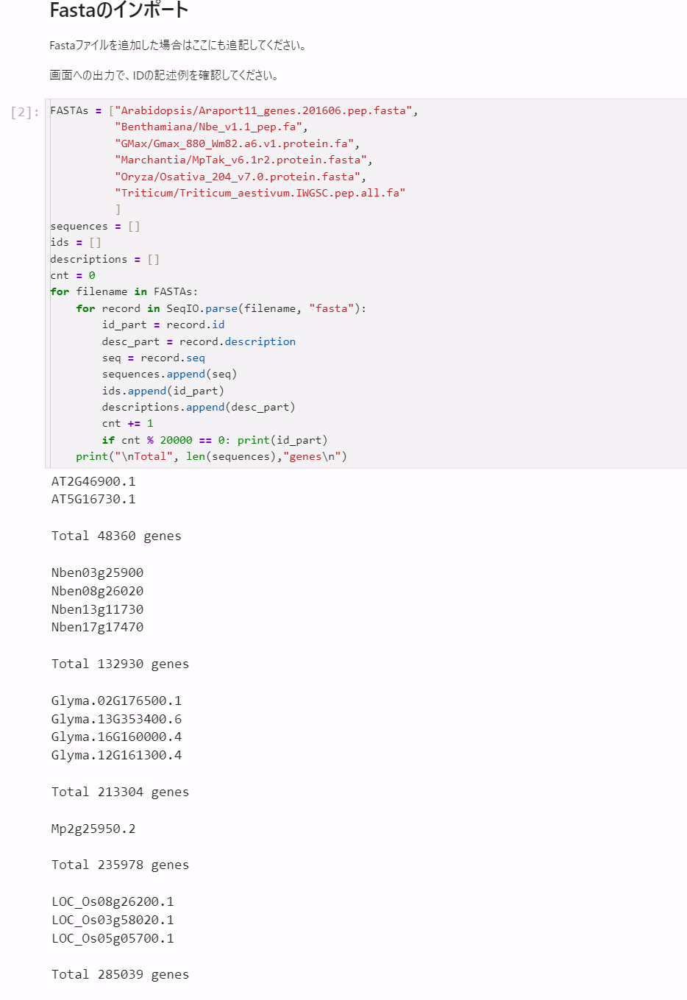 Fastaのインポート
Fastaファイルを追加した場合はここにも追記してください。
画面への出力で、IDの記述例を確認してください。
[2]:
FASTAs = ["Arabidopsis/Araport11_genes.201606.pep.fasta",
"Benthamiana/Nbe_v1.1_pep.fa",
"GMax/Gmax_880_Wm82.a6.v1.protein.fa",
"Marchantia/MpTak_v6.1r2.protein.fasta",
"Oryza/Osativa_204_v7.0.protein.fasta",
"Triticum/Triticum_aestivum.IWGSC.pep.all.fa"
]
sequences = []
ids = []
descriptions = []
cnt = 0
for filename in FASTAs:
    for record in SeqIO.parse(filename, "fasta"):
        id_part = record.id
        desc_part = record.description
        seq = record.seq
        sequences.append(seq)
        ids.append(id_part)
        descriptions.append(desc_part)
        cnt += 1
        if cnt % 20000 == 0: print(id_part)
    print("\nTotal", len(sequences),"genes\n")
AT2G46900.1
AT5G16730.1
Total 48360 genes
Nben03g25900
Nben08g26020
Nben13g11730
Nben17g17470
Total 132930 genes
Glyma.02G176500.1
Glyma.13G353400.6
Glyma.16G160000.4
Glyma.12G161300.4
Total 213304 genes
Mp2g25950.2
Total 235978 genes
LOC_Os08g26200.1
LOC_Os03g58020.1
LOC_Os05g05700.1
Total 285039 genes